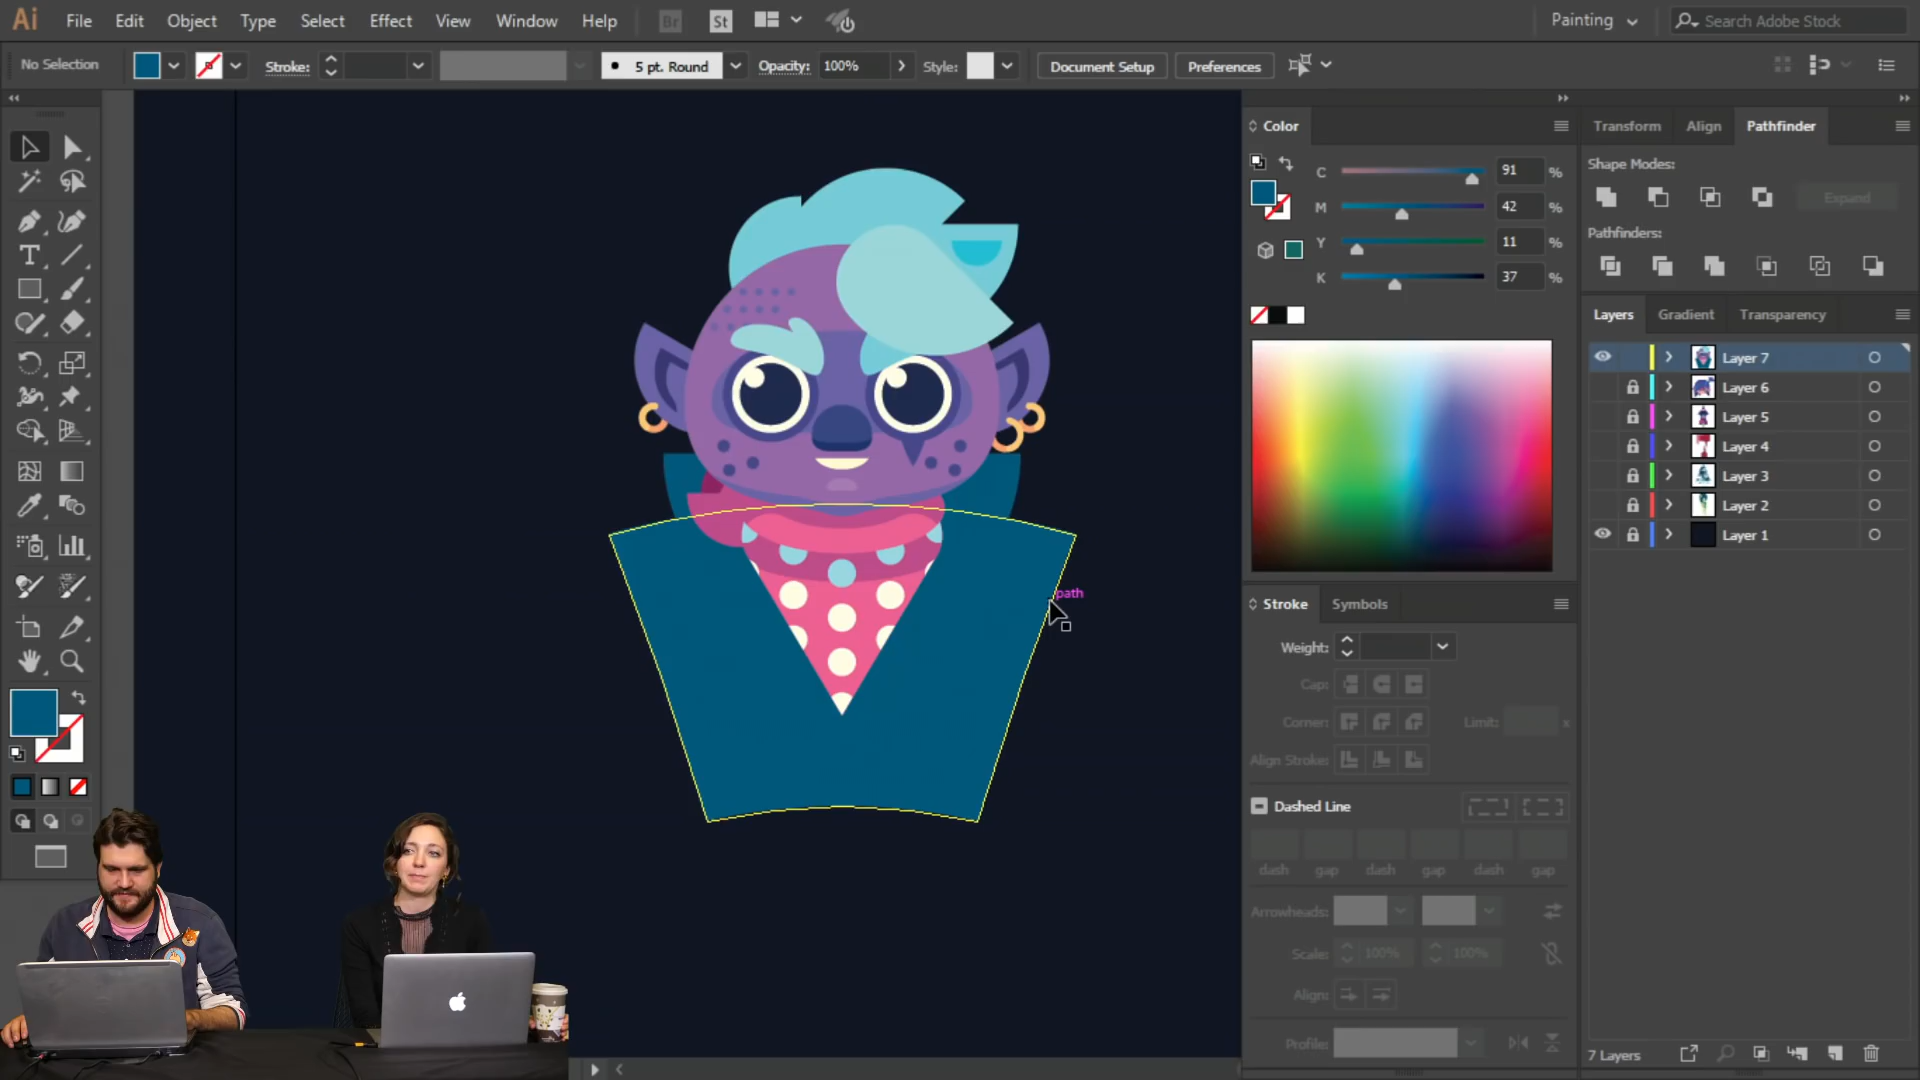 Ai File Edit Object Type Select Effect View Window Help Br St Painting Search Adobe Stock
No Selection Stroke: 5 pt. Round Opacity: 100% Style: Document Setup Preferences
Color Transform Align Pathfinder
Shape Modes:
C 91 %
M 42 %
Y 11 %
K 37 %
Expand
Pathfinders:
Layers Gradient Transparency
Layer 7
Layer 6
Layer 5
Layer 4
Layer 3
Layer 2
Layer 1
path
Stroke Symbols
Weight:
Cap:
Corner: Limit: x
Align Stroke:
Dashed Line
dash gap dash gap dash gap
Arrowheads:
Scale: 100% 100%
Align:
Profile:
7 Layers